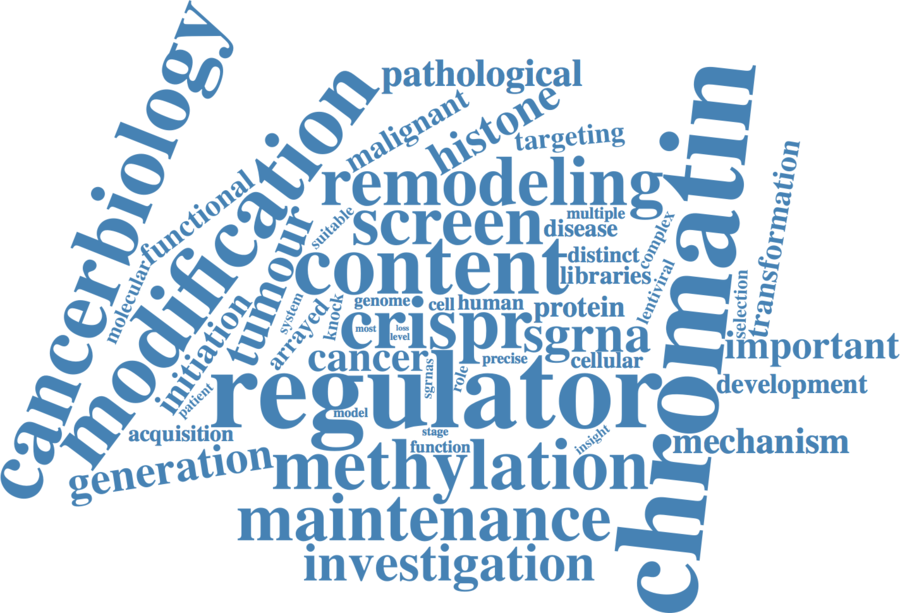 cancerbiology
modification
pathological
malignant
histone
targeting
chromatin
transformation
functional
remodeling
molecular
tumour
suitable
screen
multiple
disease
complex
content
distinct
libraries
lentiviral
selection
initiation
system
arrayed
knock
genome
cell
human
protein
crispr
most
loss
level
sgrna
important
cancer
precise
cellular
patient
regulator
sgrnas
role
development
model
acquisition
stage
function
insight
mechanism
generation
methylation
maintenance
investigation